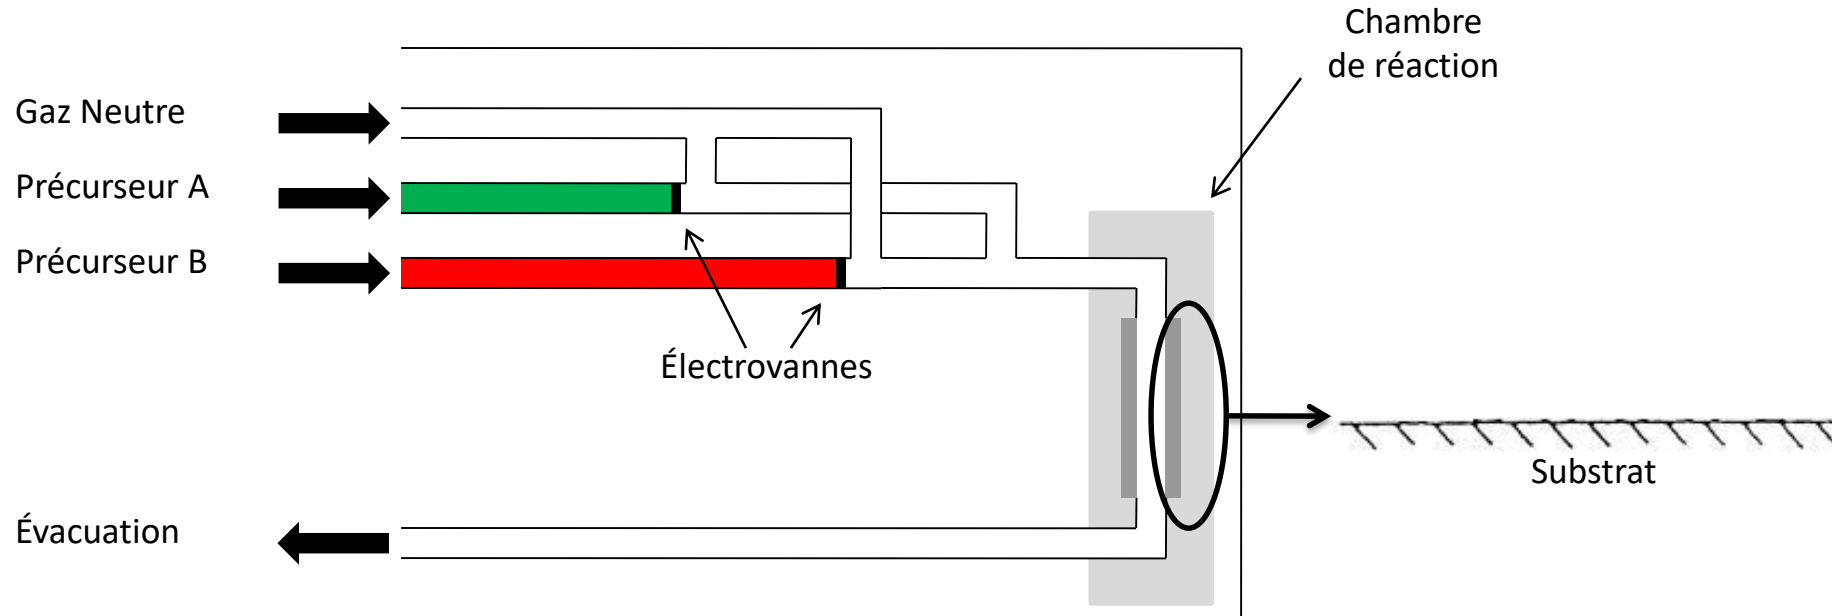 Chambre
de réaction
Gaz Neutre
Précurseur A
Précurseur B
Électrovannes
Substrat
Évacuation